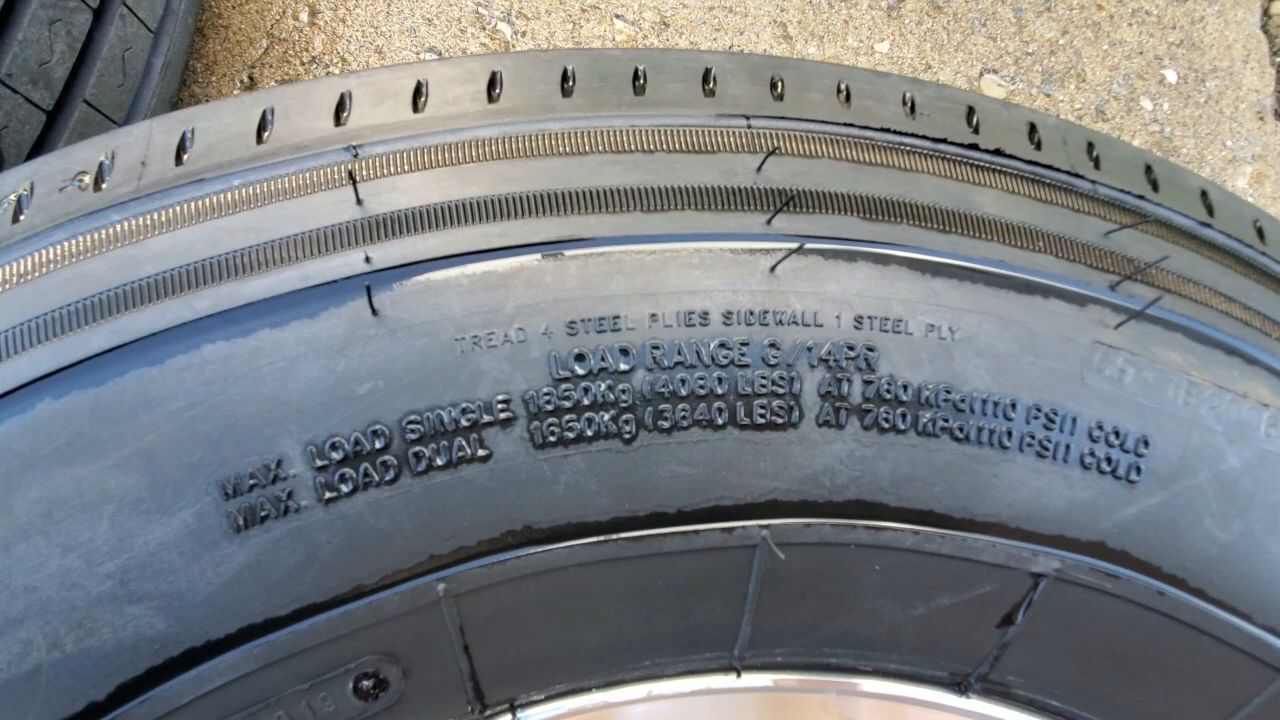 TREAD 4 STEEL PLIES SIDEWALL 1 STEEL PLY
LOAD RANGE G/14PR
MAX. LOAD SINGLE 1850Kg (4080 LBS) AT 760 KPa(110 PSI) COLD
MAX. LOAD DUAL 1650Kg (3640 LBS) AT 760 KPa(110 PSI) COLD